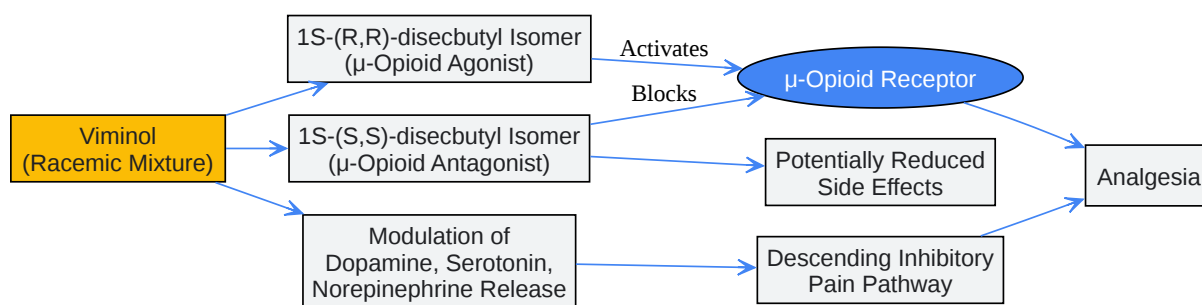 1S-(R,R)-disecbutyl Isomer
(μ-Opioid Agonist)
Activates
μ-Opioid Receptor
Blocks
Viminol
(Racemic Mixture)
1S-(S,S)-disecbutyl Isomer
(μ-Opioid Antagonist)
Potentially Reduced
Side Effects
Analgesia
Modulation of
Dopamine, Serotonin,
Norepinephrine Release
Descending Inhibitory
Pain Pathway